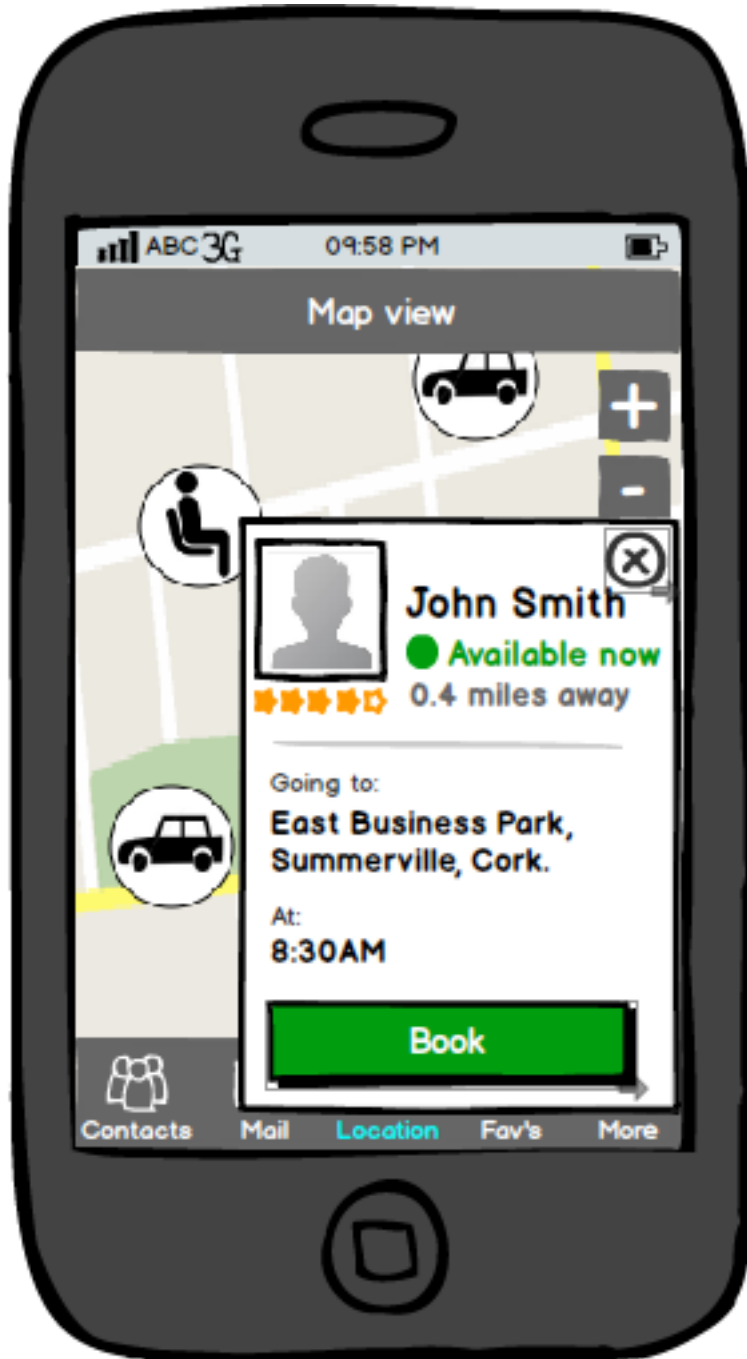 ABC 3G 09:58 PM
Map view
+
-
John Smith
Available now
0.4 miles away
Going to:
East Business Park,
Summerville, Cork.
At:
8:30AM
Book
Contacts Mail Location Fav's More